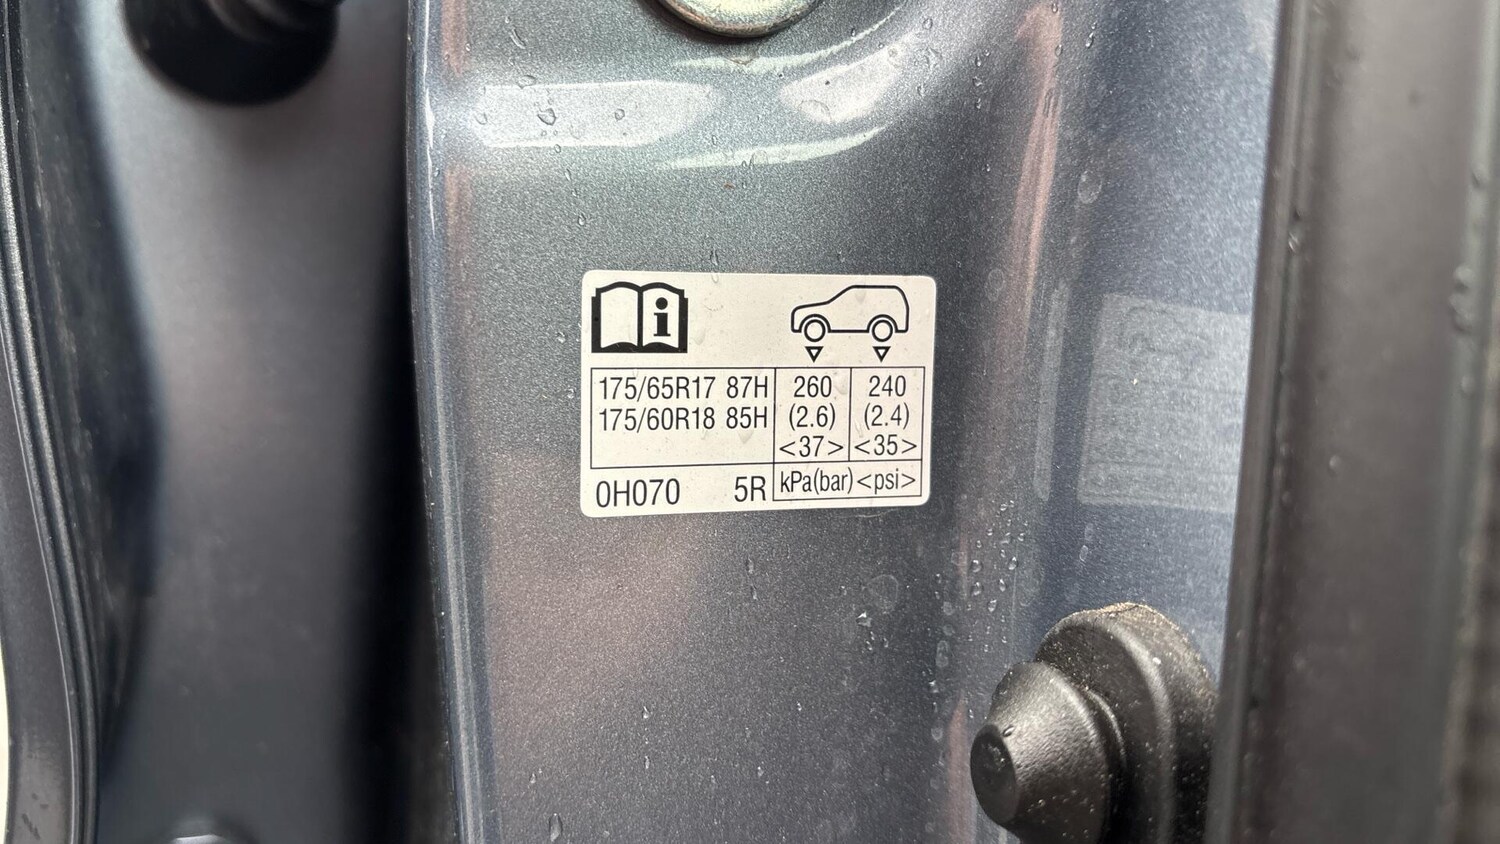 i
175/65R17 87H 260 240
175/60R18 85H (2.6) (2.4)
<37> <35>
0H070 5R kPa(bar) <psi>